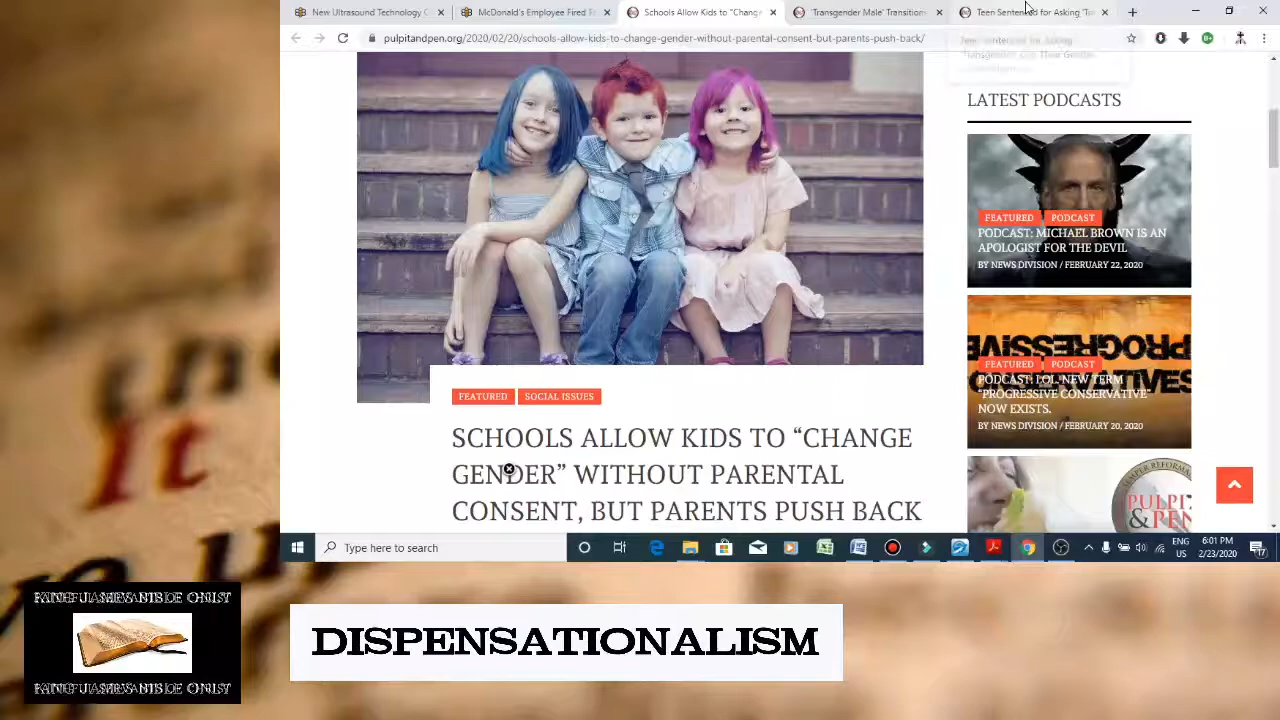 New Ultrasound Technology C
McDonald's Employee Fired F
Schools Allow Kids to "Change
'Transgender Male' Transition
Teen Sentenced for Asking 'Tra
pulpitandpen.org/2020/02/20/schools-allow-kids-to-change-gender-without-parental-consent-but-parents-push-back/
LATEST PODCASTS
FEATURED PODCAST
PODCAST: MICHAEL BROWN IS AN
APOLOGIST FOR THE DEVIL
BY NEWS DIVISION / FEBRUARY 22, 2020
FEATURED PODCAST
PODCAST: LOL. NEW TERM
"PROGRESSIVE CONSERVATIVE"
NOW EXISTS.
BY NEWS DIVISION / FEBRUARY 20, 2020
FEATURED SOCIAL ISSUES
SCHOOLS ALLOW KIDS TO “CHANGE
GENDER” WITHOUT PARENTAL
CONSENT, BUT PARENTS PUSH BACK
Type here to search
ENG
US
6:01 PM
2/23/2020
It
DISPENSATIONALISM